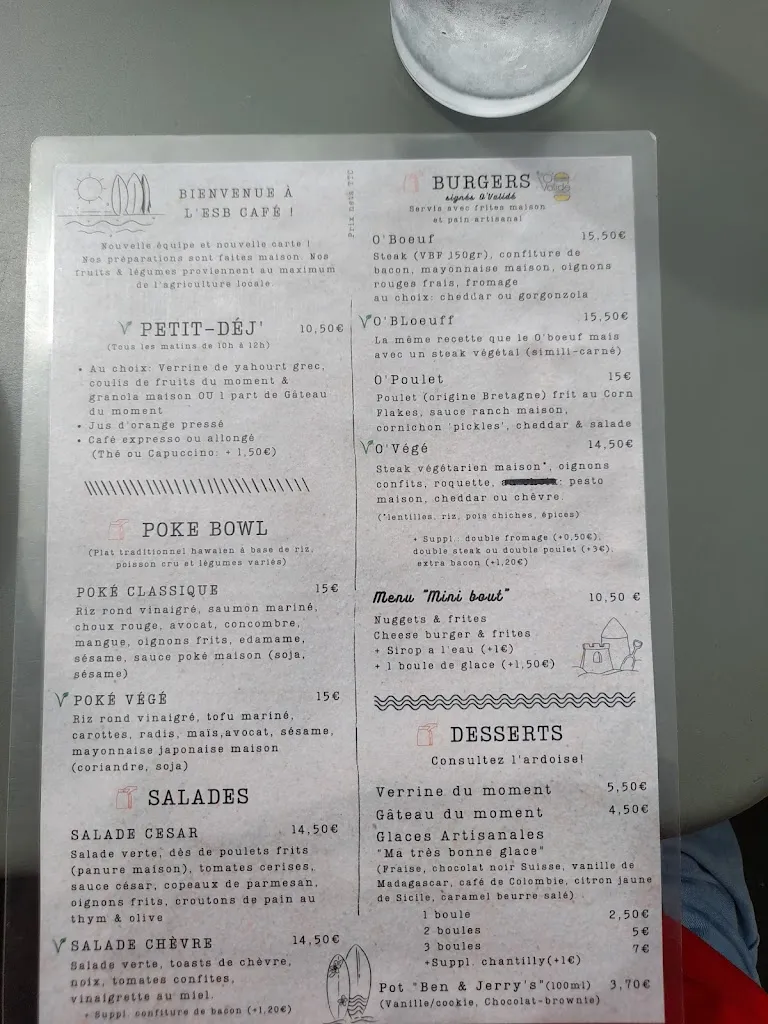 BIENVENUE À
L'ESB CAFÉ !
Prix nets TTC
Nouvelle équipe et nouvelle carte !
Nos préparations sont faites maison. Nos
fruits & légumes proviennent au maximum
de l'agriculture locale.
PETIT-DÉJ' 10,50€
(Tous les matins de 10h à 12h)
• Au choix: Verrine de yahourt grec,
coulis de fruits du moment &
granola maison OU 1 part de Gâteau
du moment
• Jus d'orange pressé
• Café expresso ou allongé
(Thé ou Capuccino: + 1,50€)
POKE BOWL
(Plat traditionnel hawaïen à base de riz,
poisson cru et légumes variés)
POKÉ CLASSIQUE 15€
Riz rond vinaigré, saumon mariné,
choux rouge, avocat, concombre,
mangue, oignons frits, edamame,
sésame, sauce poké maison (soja,
sésame)
POKÉ VÉGÉ 15€
Riz rond vinaigré, tofu mariné,
carottes, radis, maïs,avocat, sésame,
mayonnaise japonaise maison
(coriandre, soja)
SALADES
SALADE CESAR 14,50€
Salade verte, dès de poulets frits
(panure maison), tomates cerises,
sauce césar, copeaux de parmesan,
oignons frits, croutons de pain au
thym & olive
SALADE CHÈVRE 14,50€
Salade verte, toasts de chèvre,
noix, tomates confites,
vinaigrette au miel.
+ Suppl. confiture de bacon (+1,20€)
BURGERS
signés O'Validé
Servis avec frites maison
et pain artisanal
O'Boeuf 15,50€
Steak (VBF 150gr), confiture de
bacon, mayonnaise maison, oignons
rouges frais, fromage
au choix: cheddar ou gorgonzola
O'BLoeuff 15,50€
La même recette que le O'boeuf mais
avec un steak végétal (simili-carné)
O'Poulet 15€
Poulet (origine Bretagne) frit au Corn
Flakes, sauce ranch maison,
cornichon 'pickles', cheddar & salade
O'Végé 14,50€
Steak végétarien maison*, oignons
confits, roquette, : pesto
maison, cheddar ou chèvre.
(*lentilles, riz, pois chiches, épices)
+ Suppl. double fromage (+0,50€),
double steak ou double poulet (+3€),
extra bacon (+1,20€)
Menu "Mini bout" 10,50 €
Nuggets & frites
Cheese burger & frites
+ Sirop a l'eau (+1€)
+ 1 boule de glace (+1,50€)
DESSERTS
Consultez l'ardoise!
Verrine du moment 5,50€
Gâteau du moment 4,50€
Glaces Artisanales
"Ma très bonne glace"
(Fraise, chocolat noir Suisse, vanille de
Madagascar, café de Colombie, citron jaune
de Sicile, caramel beurre salé)
1 boule 2,50€
2 boules 5€
3 boules 7€
+Suppl. chantilly(+1€)
Pot "Ben & Jerry's"(100ml) 3,70€
(Vanille/cookie, Chocolat-brownie)